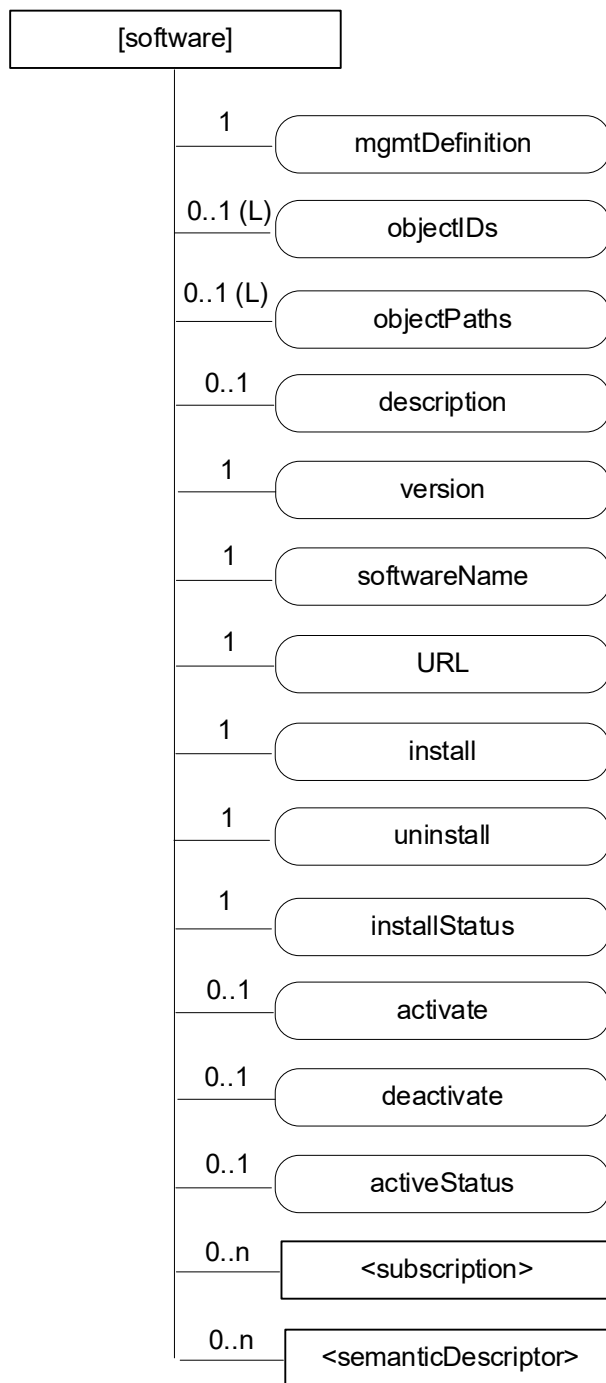 [software]
1
mgmtDefinition
0..1 (L)
objectIDs
0..1 (L)
objectPaths
0..1
description
1
version
1
softwareName
1
URL
1
install
1
uninstall
1
installStatus
0..1
activate
0..1
deactivate
0..1
activeStatus
0..n
<subscription>
0..n
<semanticDescriptor>